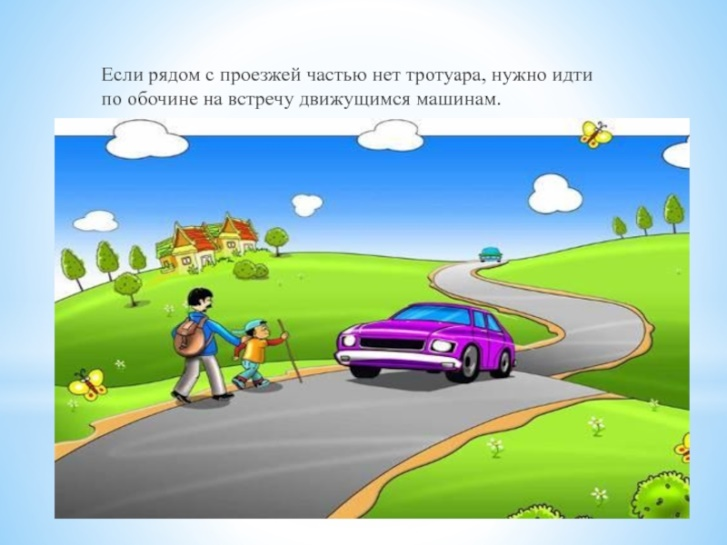 Если рядом с проезжей частью нет тротуара, нужно идти
по обочине на встречу движущимся машинам.